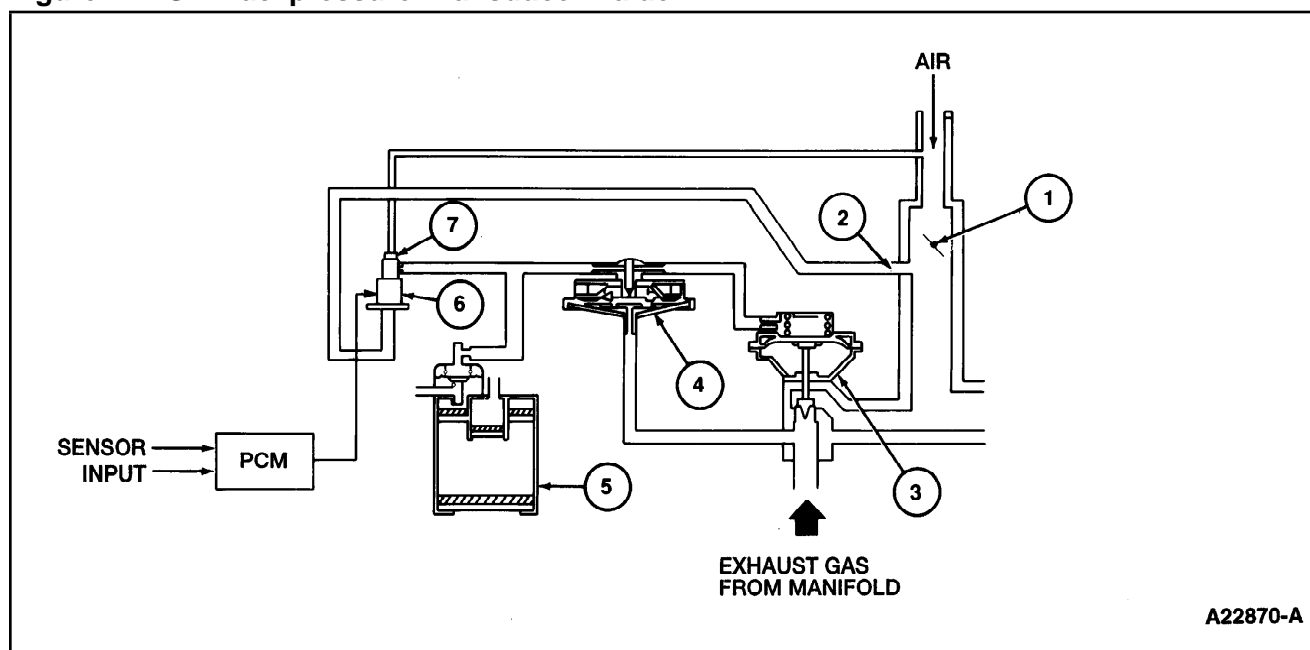 AIR
1
2
7
6
4
3
5
SENSOR
INPUT
PCM
EXHAUST GAS
FROM MANIFOLD
A22870-A